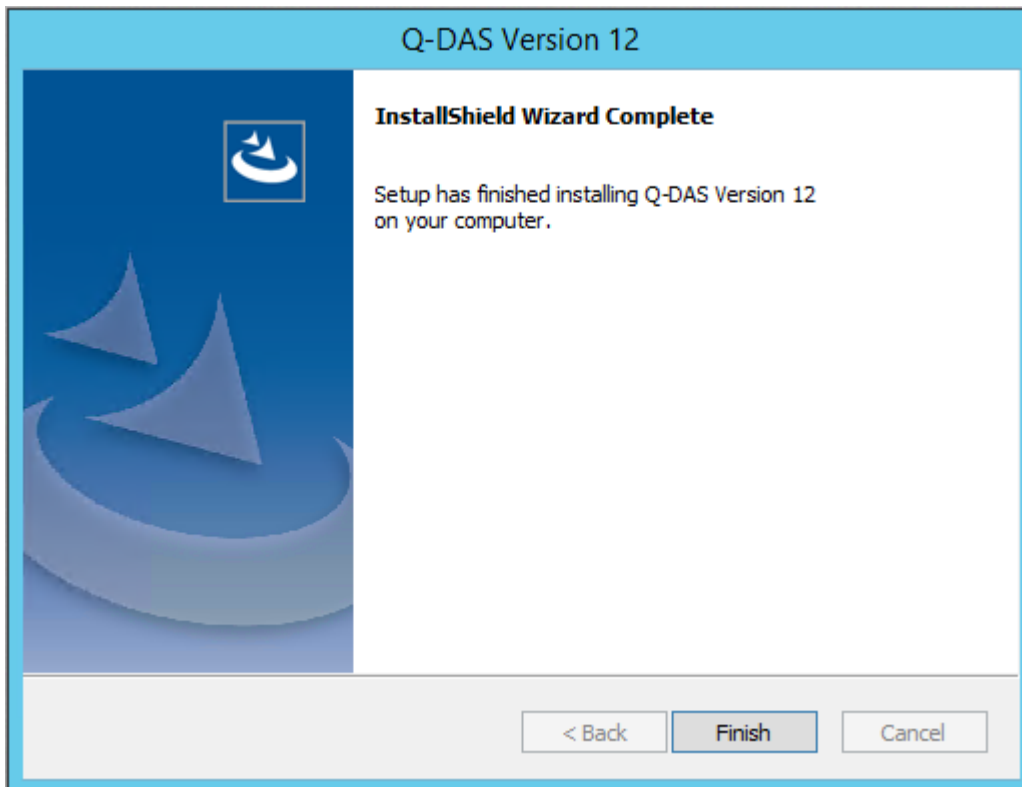 Q-DAS Version 12
InstallShield Wizard Complete
Setup has finished installing Q-DAS Version 12
on your computer.
< Back
Finish
Cancel